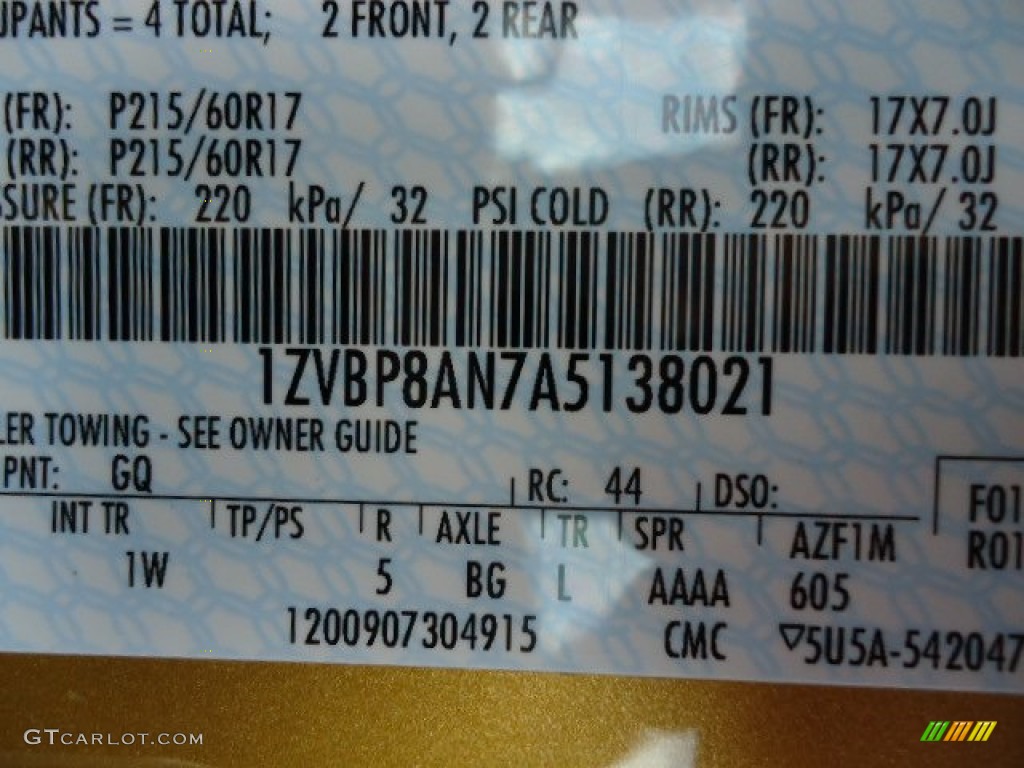 UPANTS = 4 TOTAL; 2 FRONT, 2 REAR
(FR): P215/60R17 RIMS (FR): 17X7.0J
(RR): P215/60R17 (RR): 17X7.0J
SSURE (FR): 220 kPa/ 32 PSI COLD (RR): 220 kPa/ 32
1ZVBP8AN7A5138021
LER TOWING - SEE OWNER GUIDE
PNT: GQ RC: 44 DSO:
F01
INT TR TP/PS R AXLE TR SPR AZF1M R01
1W 5 BG L AAAA 605
1200907304915 CMC ▽5U5A-542047
GTCARLOT.COM